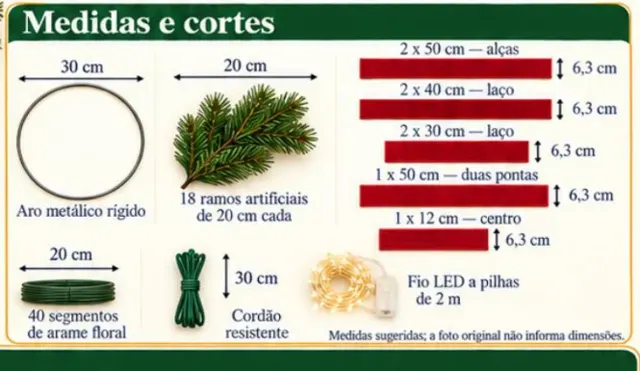 Medidas e cortes
30 cm
Aro metálico rígido
20 cm
18 ramos artificiais
de 20 cm cada
2 x 50 cm — alças
6,3 cm
2 x 40 cm — laço
6,3 cm
2 x 30 cm — laço
6,3 cm
1 x 50 cm — duas pontas
6,3 cm
1 x 12 cm — centro
6,3 cm
20 cm
40 segmentos
de arame floral
30 cm
Cordão
resistente
Fio LED a pilhas
de 2 m
Medidas sugeridas; a foto original não informa dimensões.